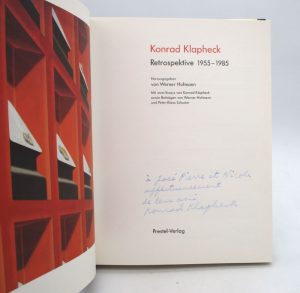 Konrad Klapheck
Retrospektive 1955–1985
Herausgegeben
von Werner Hofmann
Mit zwei Essays von Konrad Klapheck
sowie Beiträgen von Werner Hofmann
und Peter-Klaus Schuster
à José Pierre et Nicole
affectueusement
de leur ami
Konrad Klapheck
Prestel-Verlag